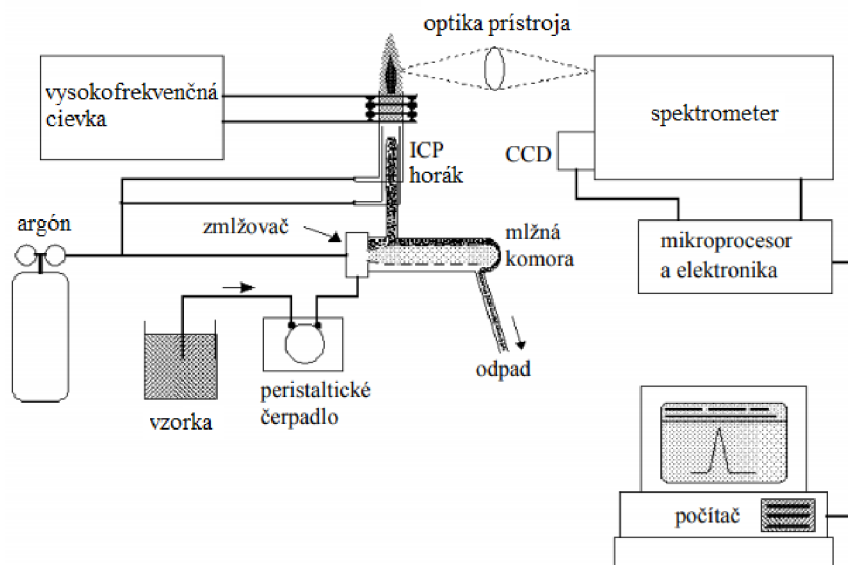 optika prístroja
vysokofrekvenčná
cievka
spektrometer
ICP
horák
CCD
argón
zmlžovač
mlžná
komora
mikroprocesor
a elektronika
odpad
peristaltické
čerpadlo
vzorka
počítač